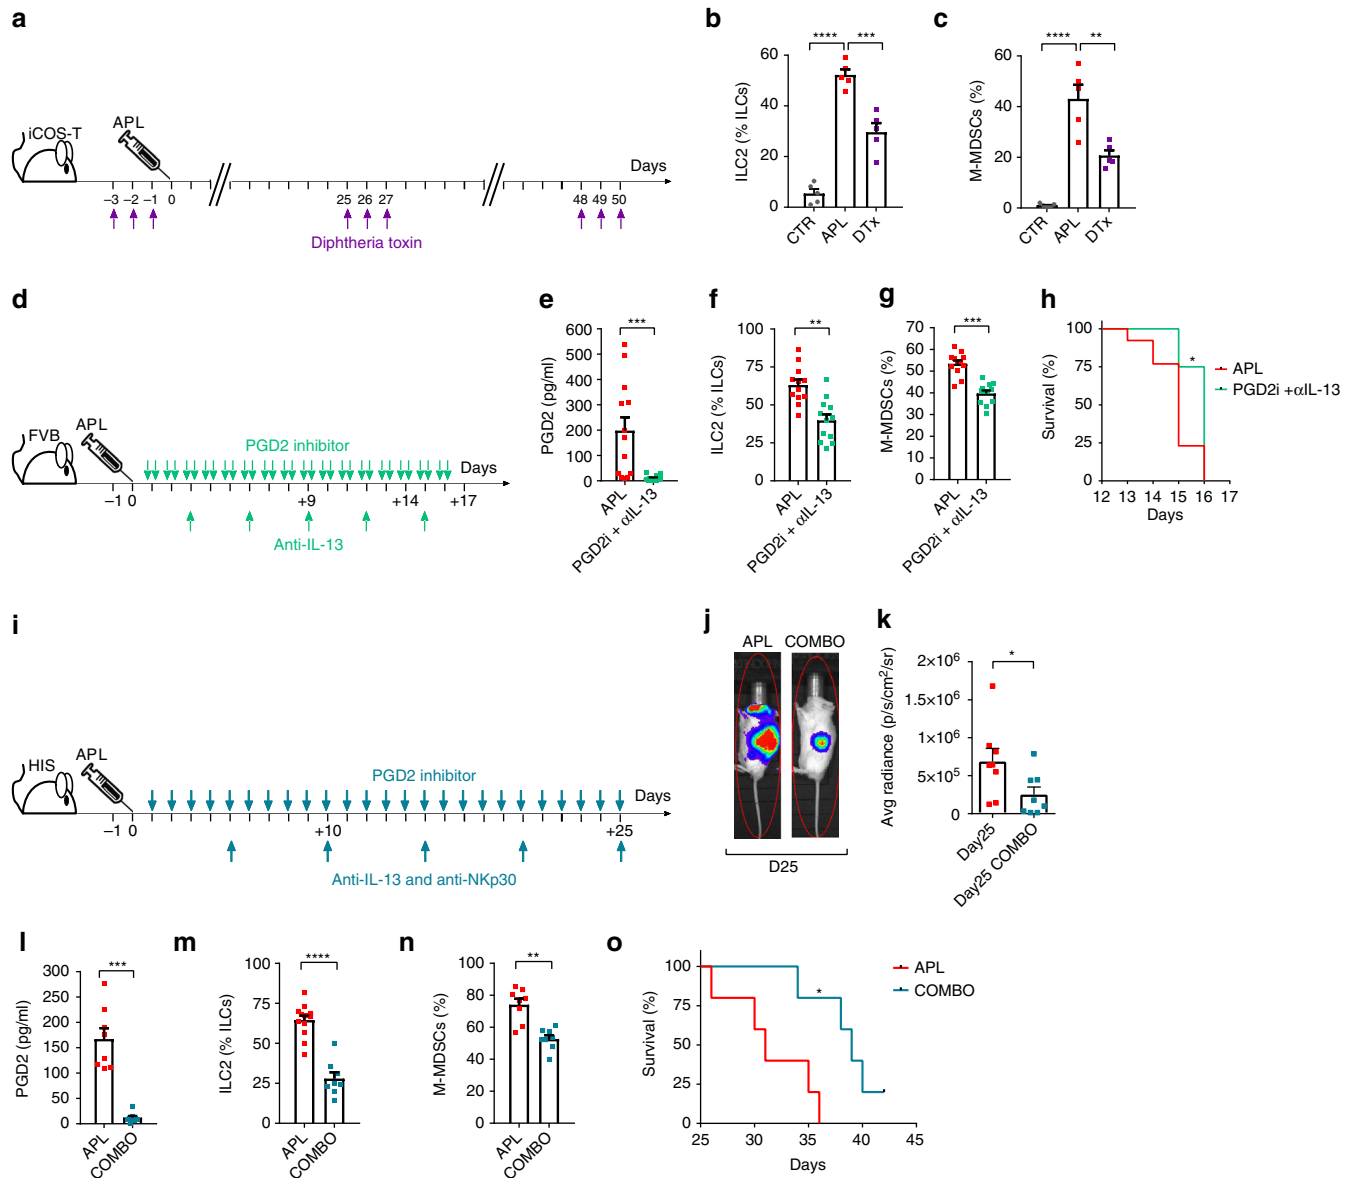 a
iCOS-T
APL
Days
–3 –2 –1 0 25 26 27 48 49 50
Diphtheria toxin
b
ILC2 (% ILCs)
**** ***
60
40
20
0
CTR APL DTx
c
M-MDSCs (%)
**** **
60
40
20
0
CTR APL DTx
d
FVB
APL
PGD2 inhibitor
Days
–1 0 +9 +14 +17
Anti-IL-13
e
PGD2 (pg/ml)
***
600
500
400
300
200
100
0
APL
PGD2i + αIL-13
f
ILC2 (% ILCs)
**
100
75
50
25
0
APL
PGD2i + αIL-13
g
M-MDSCs (%)
***
70
60
50
40
30
20
10
0
APL
PGD2i + αIL-13
h
Survival (%)
100
75
50
25
0
*
12 13 14 15 16 17
Days
APL
PGD2i +αIL-13
i
HIS
APL
PGD2 inhibitor
Days
–1 0 +10 +25
Anti-IL-13 and anti-NKp30
j
APL COMBO
D25
k
Avg radiance (p/s/cm²/sr)
*
2×10⁶
1.5×10⁶
1×10⁶
5×10⁵
0
Day25
Day25 COMBO
l
PGD2 (pg/ml)
***
300
250
200
150
100
50
0
APL
COMBO
m
ILC2 (% ILCs)
****
100
75
50
25
0
APL
COMBO
n
M-MDSCs (%)
**
100
80
60
40
20
0
APL
COMBO
o
Survival (%)
100
75
50
25
0
*
25 30 35 40 45
Days
APL
COMBO